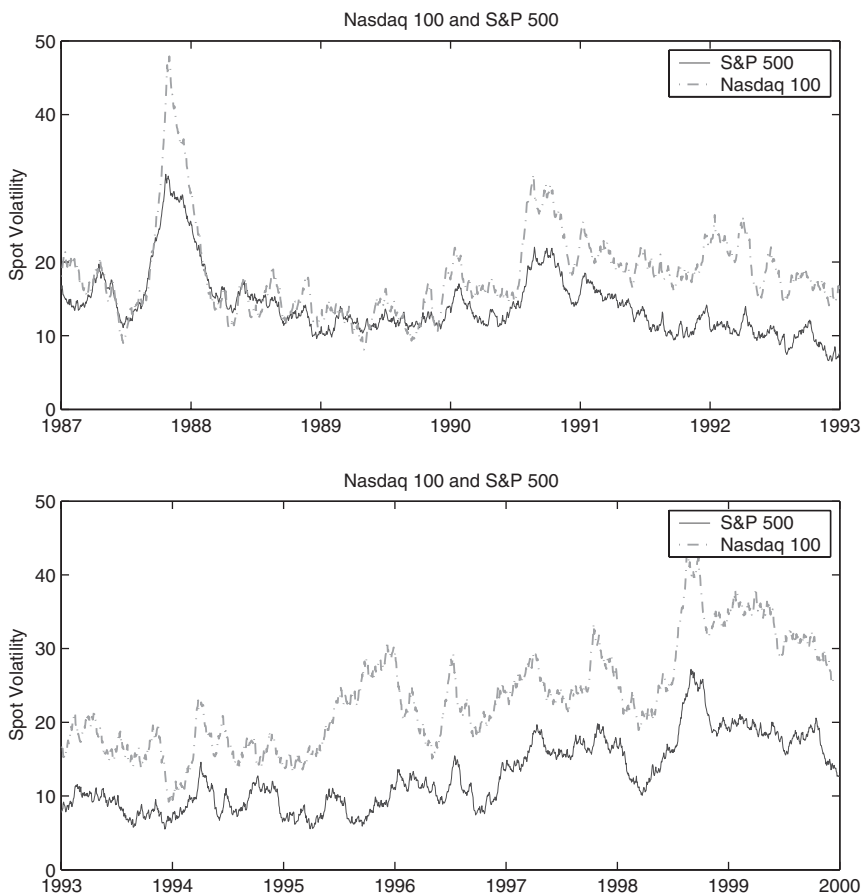 Nasdaq 100 and S&P 500
50
40
20
10
0
Spot Volatility
S&P 500
Nasdaq 100
1987 1988 1989 1990 1991 1992 1993
Nasdaq 100 and S&P 500
50
40
30
20
10
0
Spot Volatility
S&P 500
Nasdaq 100
1993 1994 1995 1996 1997 1998 1999 2000